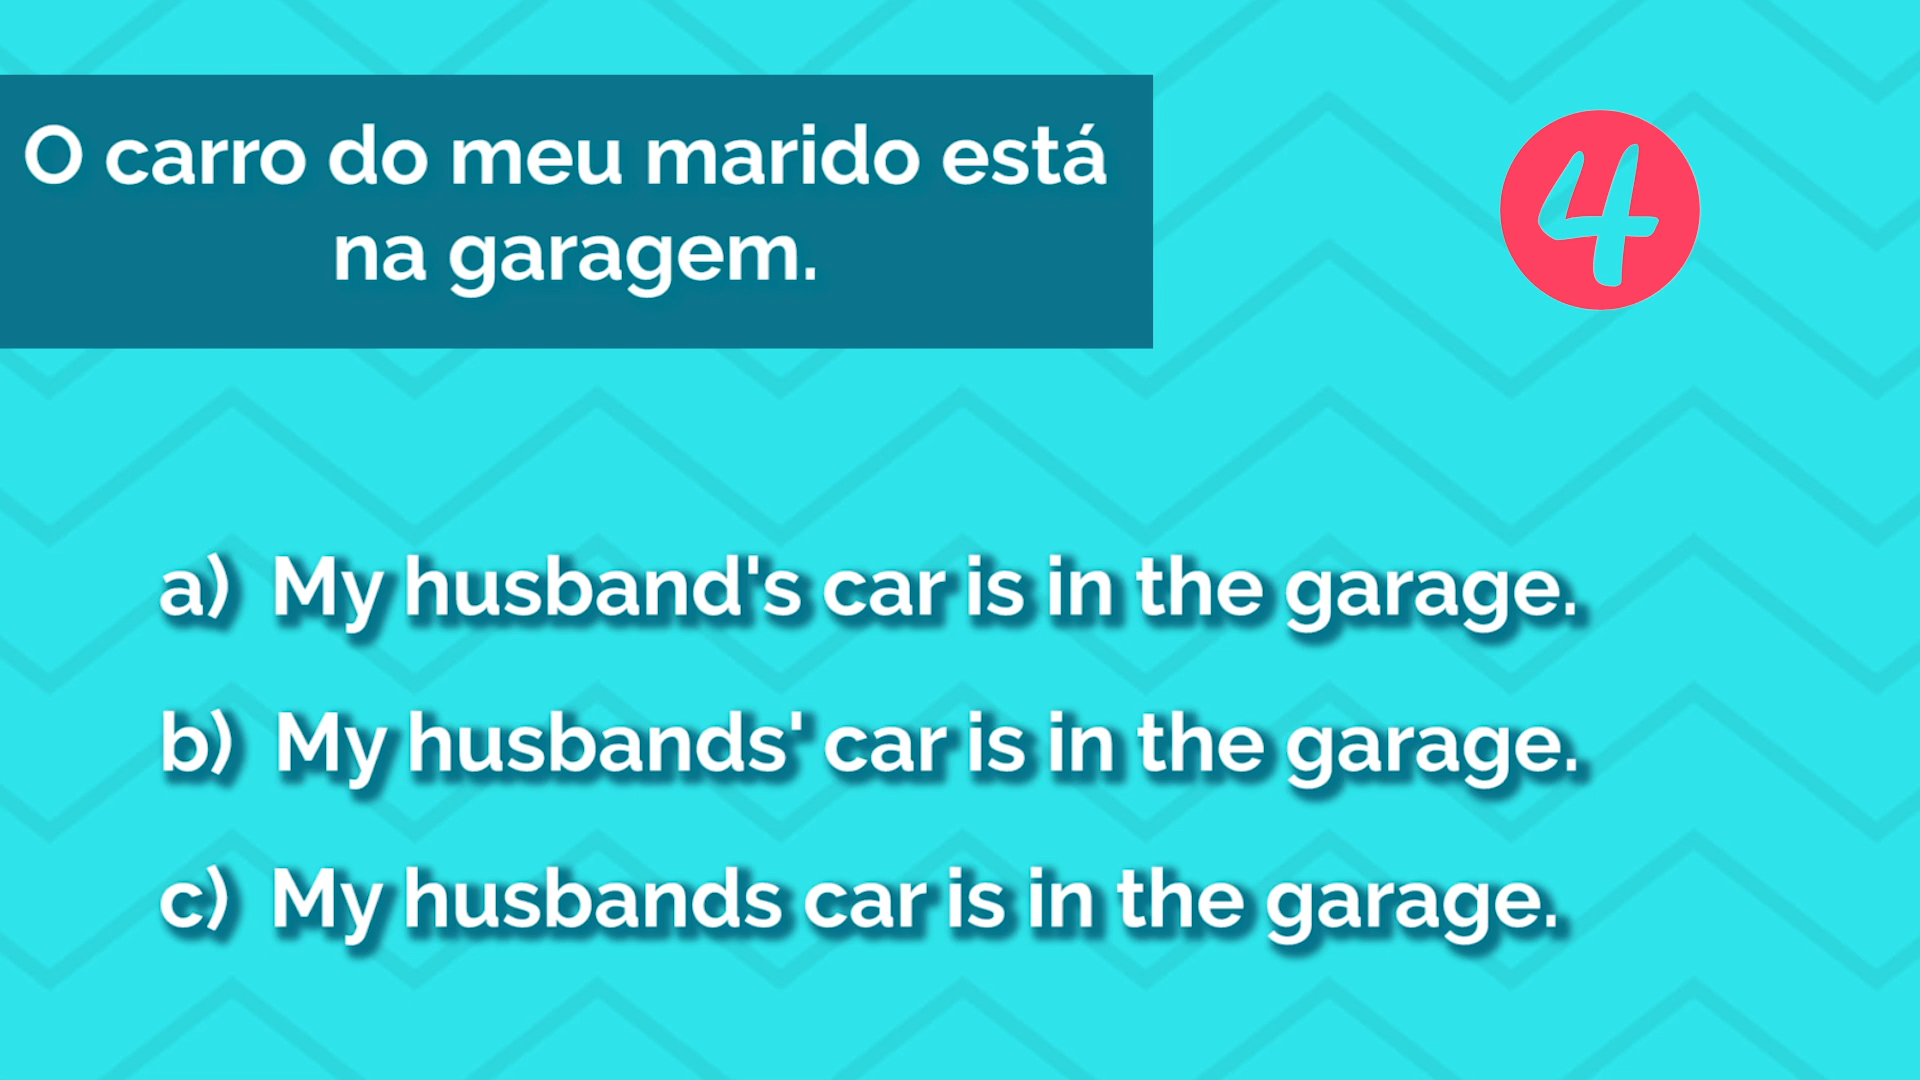 O carro do meu marido está
na garagem.
4
a) My husband's car is in the garage.
b) My husbands' car is in the garage.
c) My husbands car is in the garage.